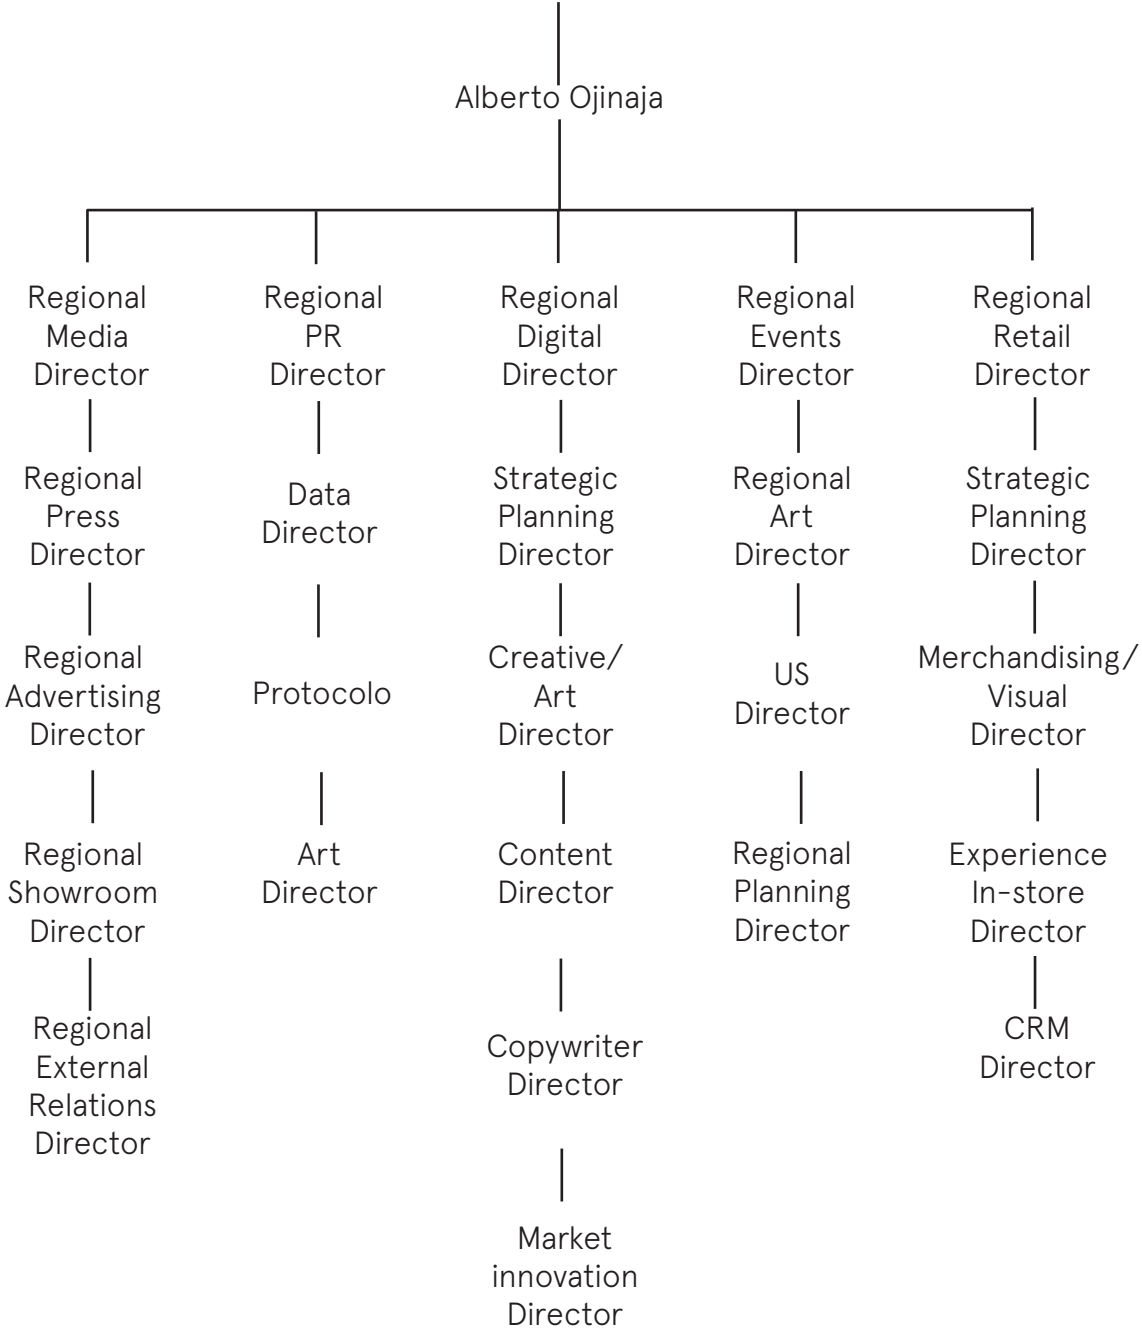 Alberto Ojinaja
Regional
Media
Director
Regional
Press
Director
Regional
Advertising
Director
Regional
Showroom
Director
Regional
External
Relations
Director
Regional
PR
Director
Data
Director
Protocolo
Art
Director
Regional
Digital
Director
Strategic
Planning
Director
Creative/
Art
Director
Content
Director
Copywriter
Director
Market
innovation
Director
Regional
Events
Director
Regional
Art
Director
US
Director
Regional
Planning
Director
Regional
Retail
Director
Strategic
Planning
Director
Merchandising/
Visual
Director
Experience
In-store
Director
CRM
Director